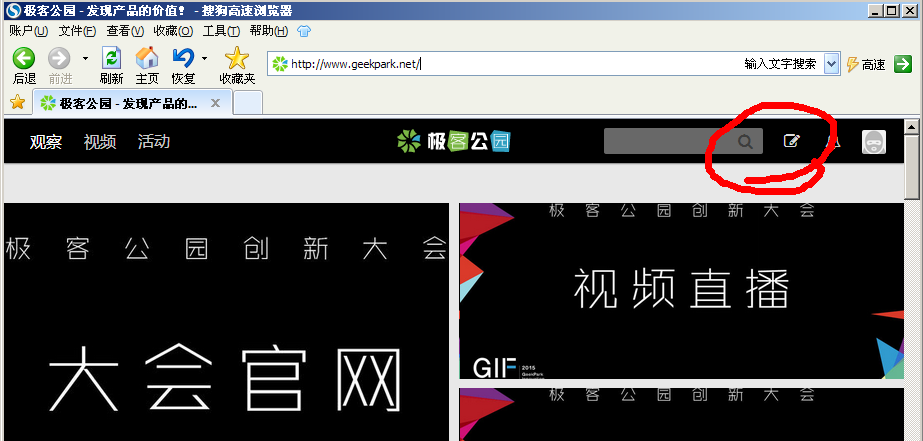 极客公园 - 发现产品的价值！ - 搜狗高速浏览器
账户(U) 文件(F) 查看(V) 收藏(O) 工具(T) 帮助(H)
后退 前进 刷新 主页 恢复 收藏夹 http://www.geekpark.net/ 输入文字搜索 高速
极客公园 - 发现产品的...
观察 视频 活动 极客公园
极客公园创新大会
大会官网
极客公园创新大会
视频直播
GIF 2015
GeekPark
极客公园创新大会